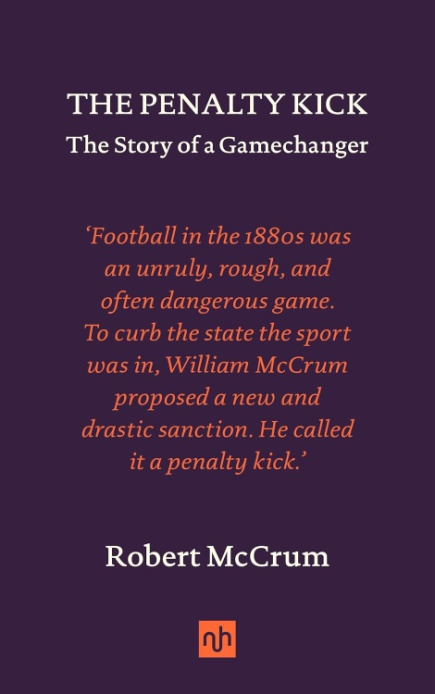 THE PENALTY KICK
The Story of a Gamechanger
‘Football in the 1880s was
an unruly, rough, and
often dangerous game.
To curb the state the sport
was in, William McCrum
proposed a new and
drastic sanction. He called
it a penalty kick.’
Robert McCrum
nh